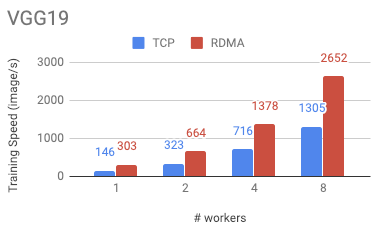 VGG19
TCP RDMA
Training Speed (image/s)
3000
2000
1000
0
146 303
323 664
716 1378
1305 2652
1 2 4 8
# workers